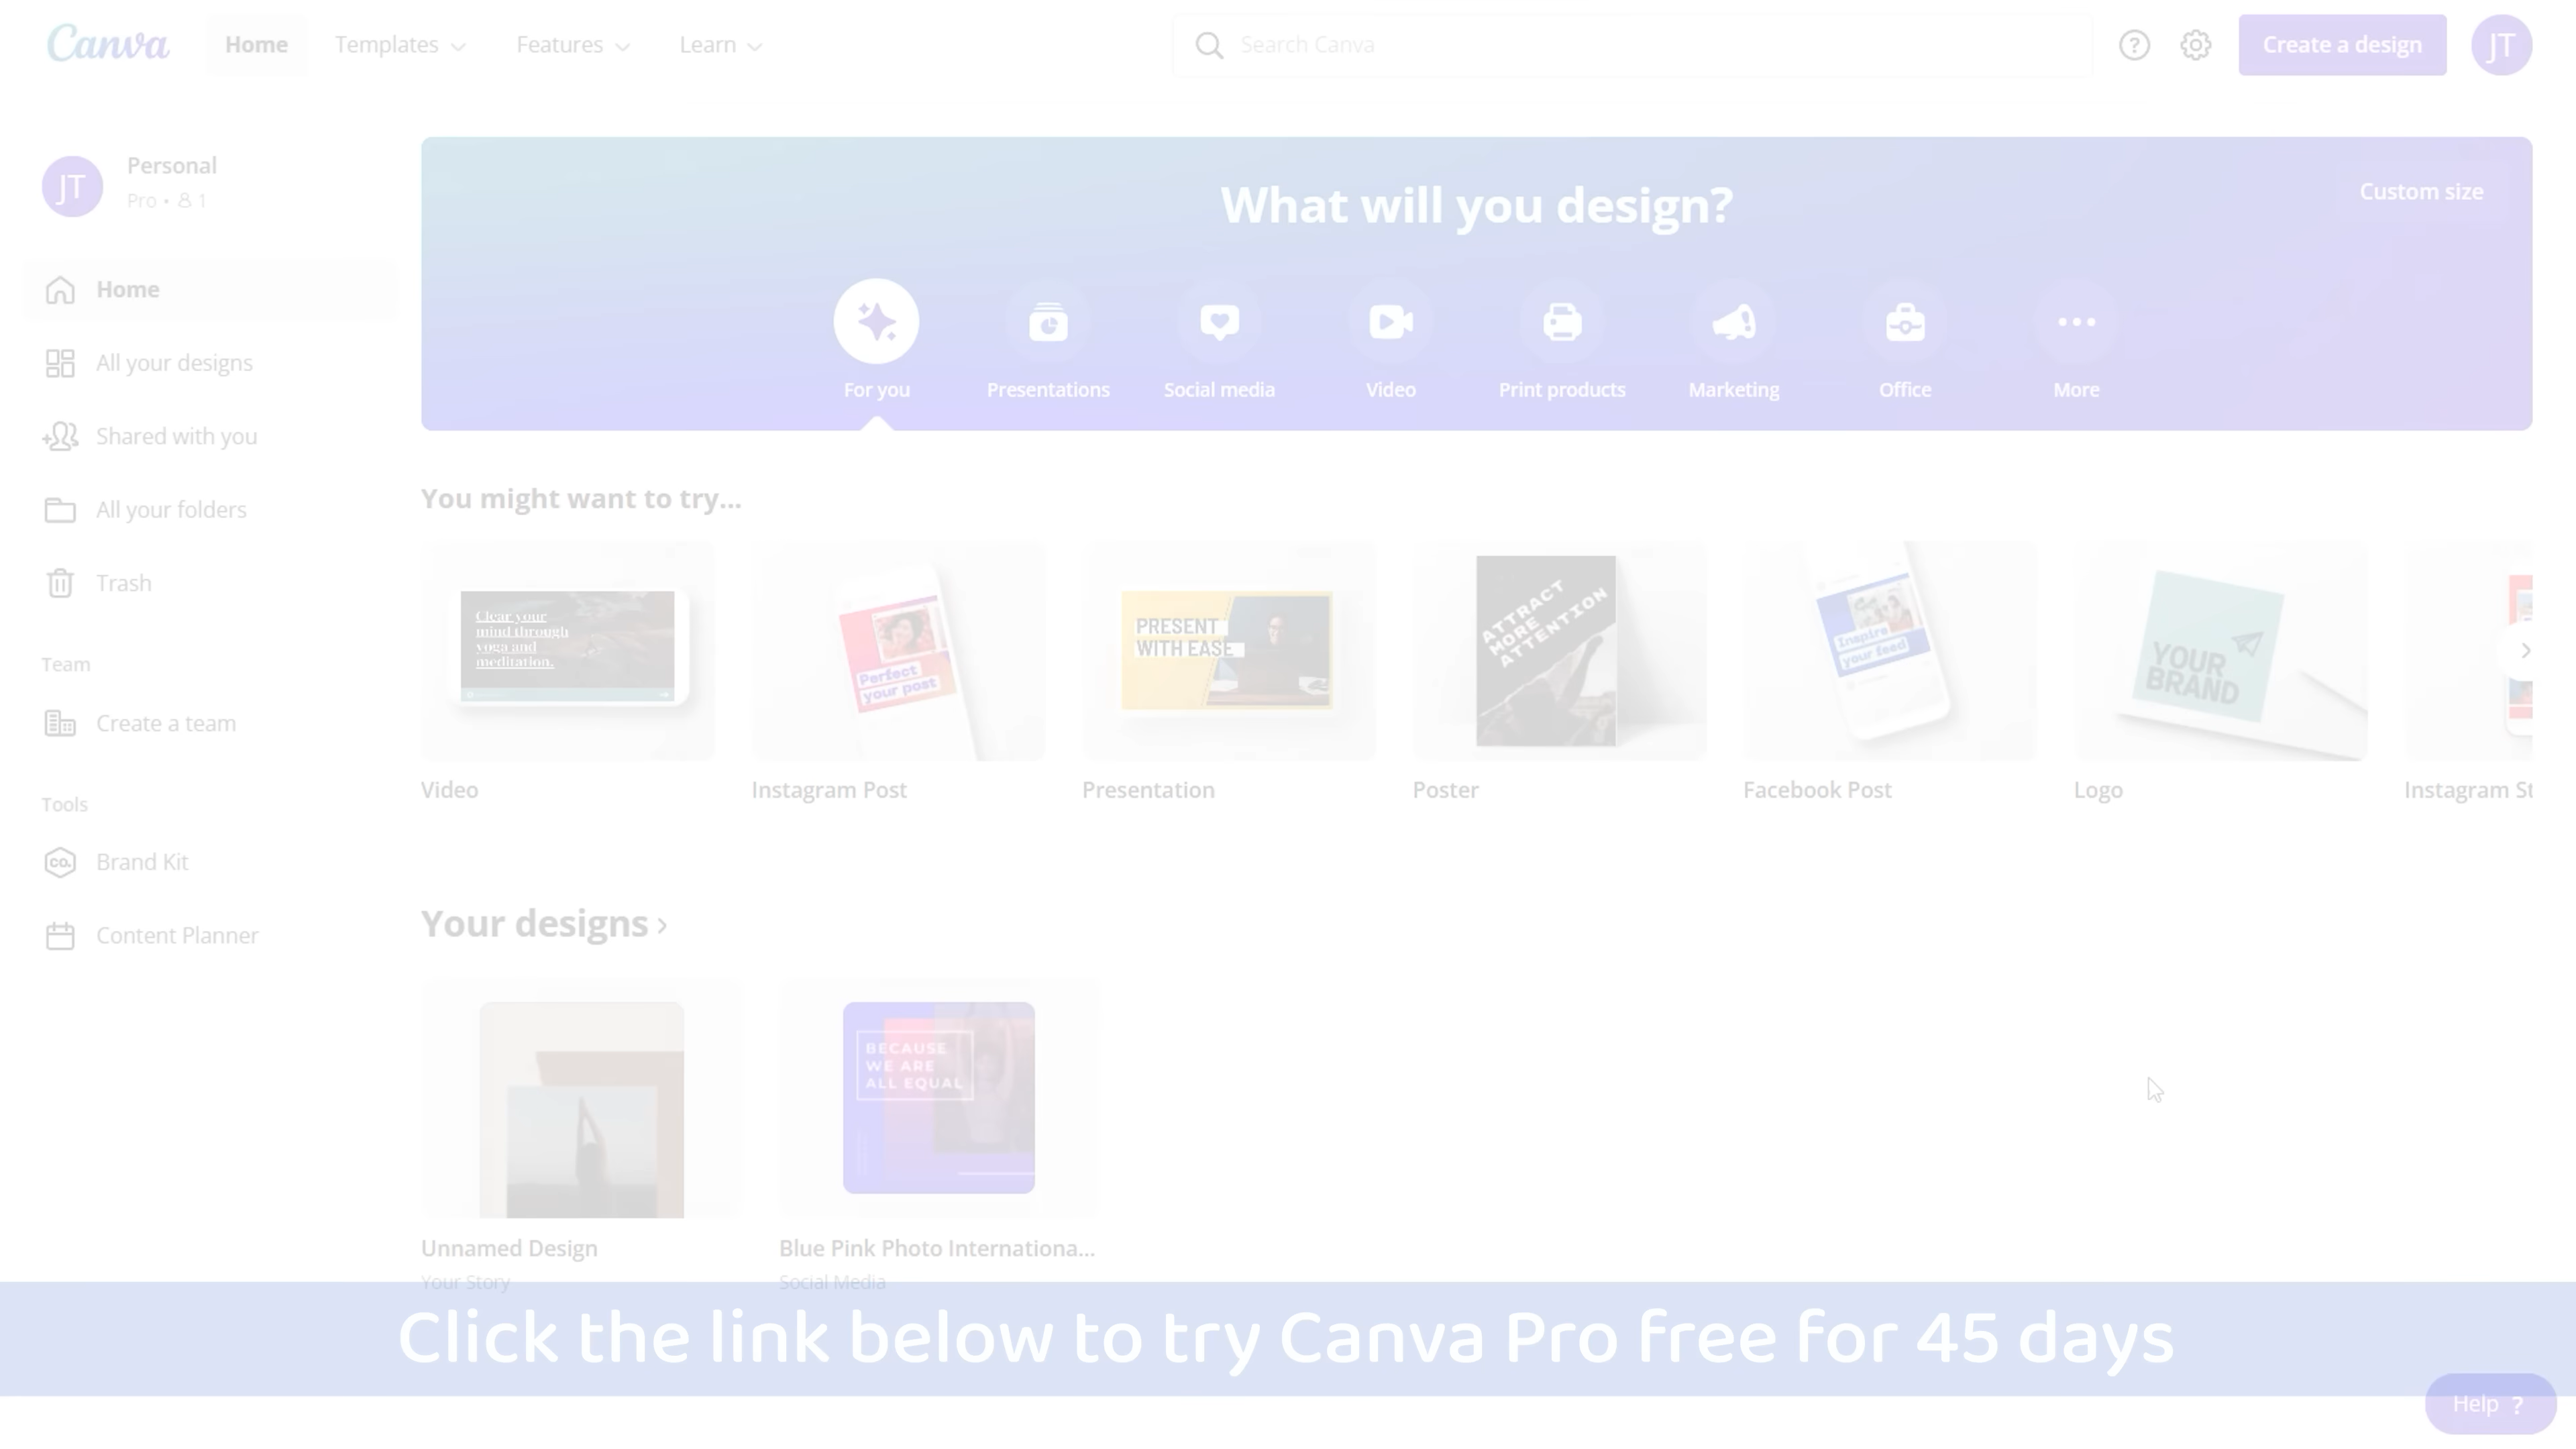 Canva
Home
Templates
Features
Learn
Search Canva
?
Create a design
JT
JT
Personal
Pro • 1
Home
All your designs
Shared with you
All your folders
Trash
Team
Create a team
Tools
CO.
Brand Kit
Content Planner
What will you design?
Custom size
For you
Presentations
Social media
Video
Print products
Marketing
Office
More
You might want to try...
Clear your
mind through
yoga and
meditation.
Perfect
your post
PRESENT
WITH EASE
ATTRACT
MORE
ATTENTION
Inspire
your feed
YOUR
BRAND
Video
Instagram Post
Presentation
Poster
Facebook Post
Logo
Instagram St
Your designs
BECAUSE
WE ARE
ALL EQUAL
Unnamed Design
Your Story
Blue Pink Photo Internationa...
Social Media
Click the link below to try Canva Pro free for 45 days
Help ?